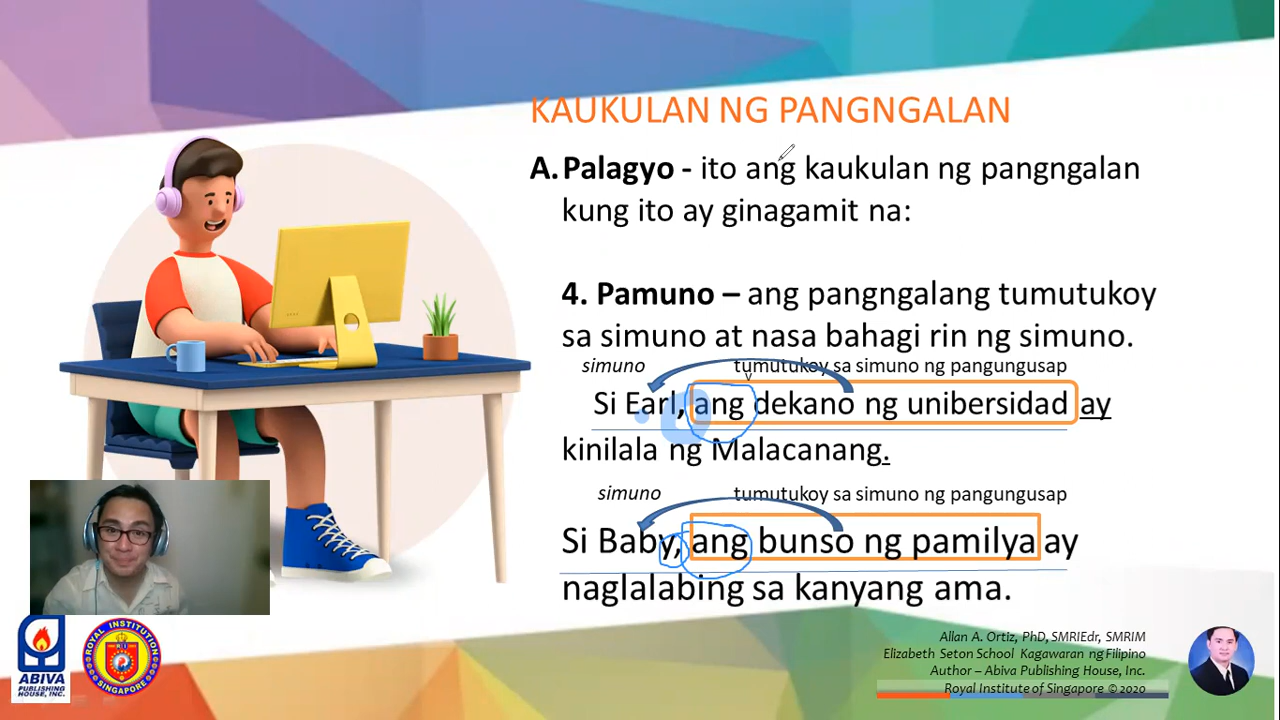 KAUKULAN NG PANGNGALAN
A. Palagyo - ito ang kaukulan ng pangngalan
kung ito ay ginagamit na:
4. Pamuno – ang pangngalang tumutukoy
sa simuno at nasa bahagi rin ng simuno.
simuno tumutukoy sa simuno ng pangungusap
v
Si Earl, ang dekano ng unibersidad ay
kinilala ng Malacanang.
simuno tumutukoy sa simuno ng pangungusap
Si Baby, ang bunso ng pamilya ay
naglalabing sa kanyang ama.
ABIVA
PUBLISHING
HOUSE, INC.
ROYAL INSTITUTION
SINGAPORE
Allan A. Ortiz, PhD, SMRIEdr, SMRIM
Elizabeth Seton School Kagawaran ng Filipino
Author – Abiva Publishing House, Inc.
Royal Institute of Singapore © 2020